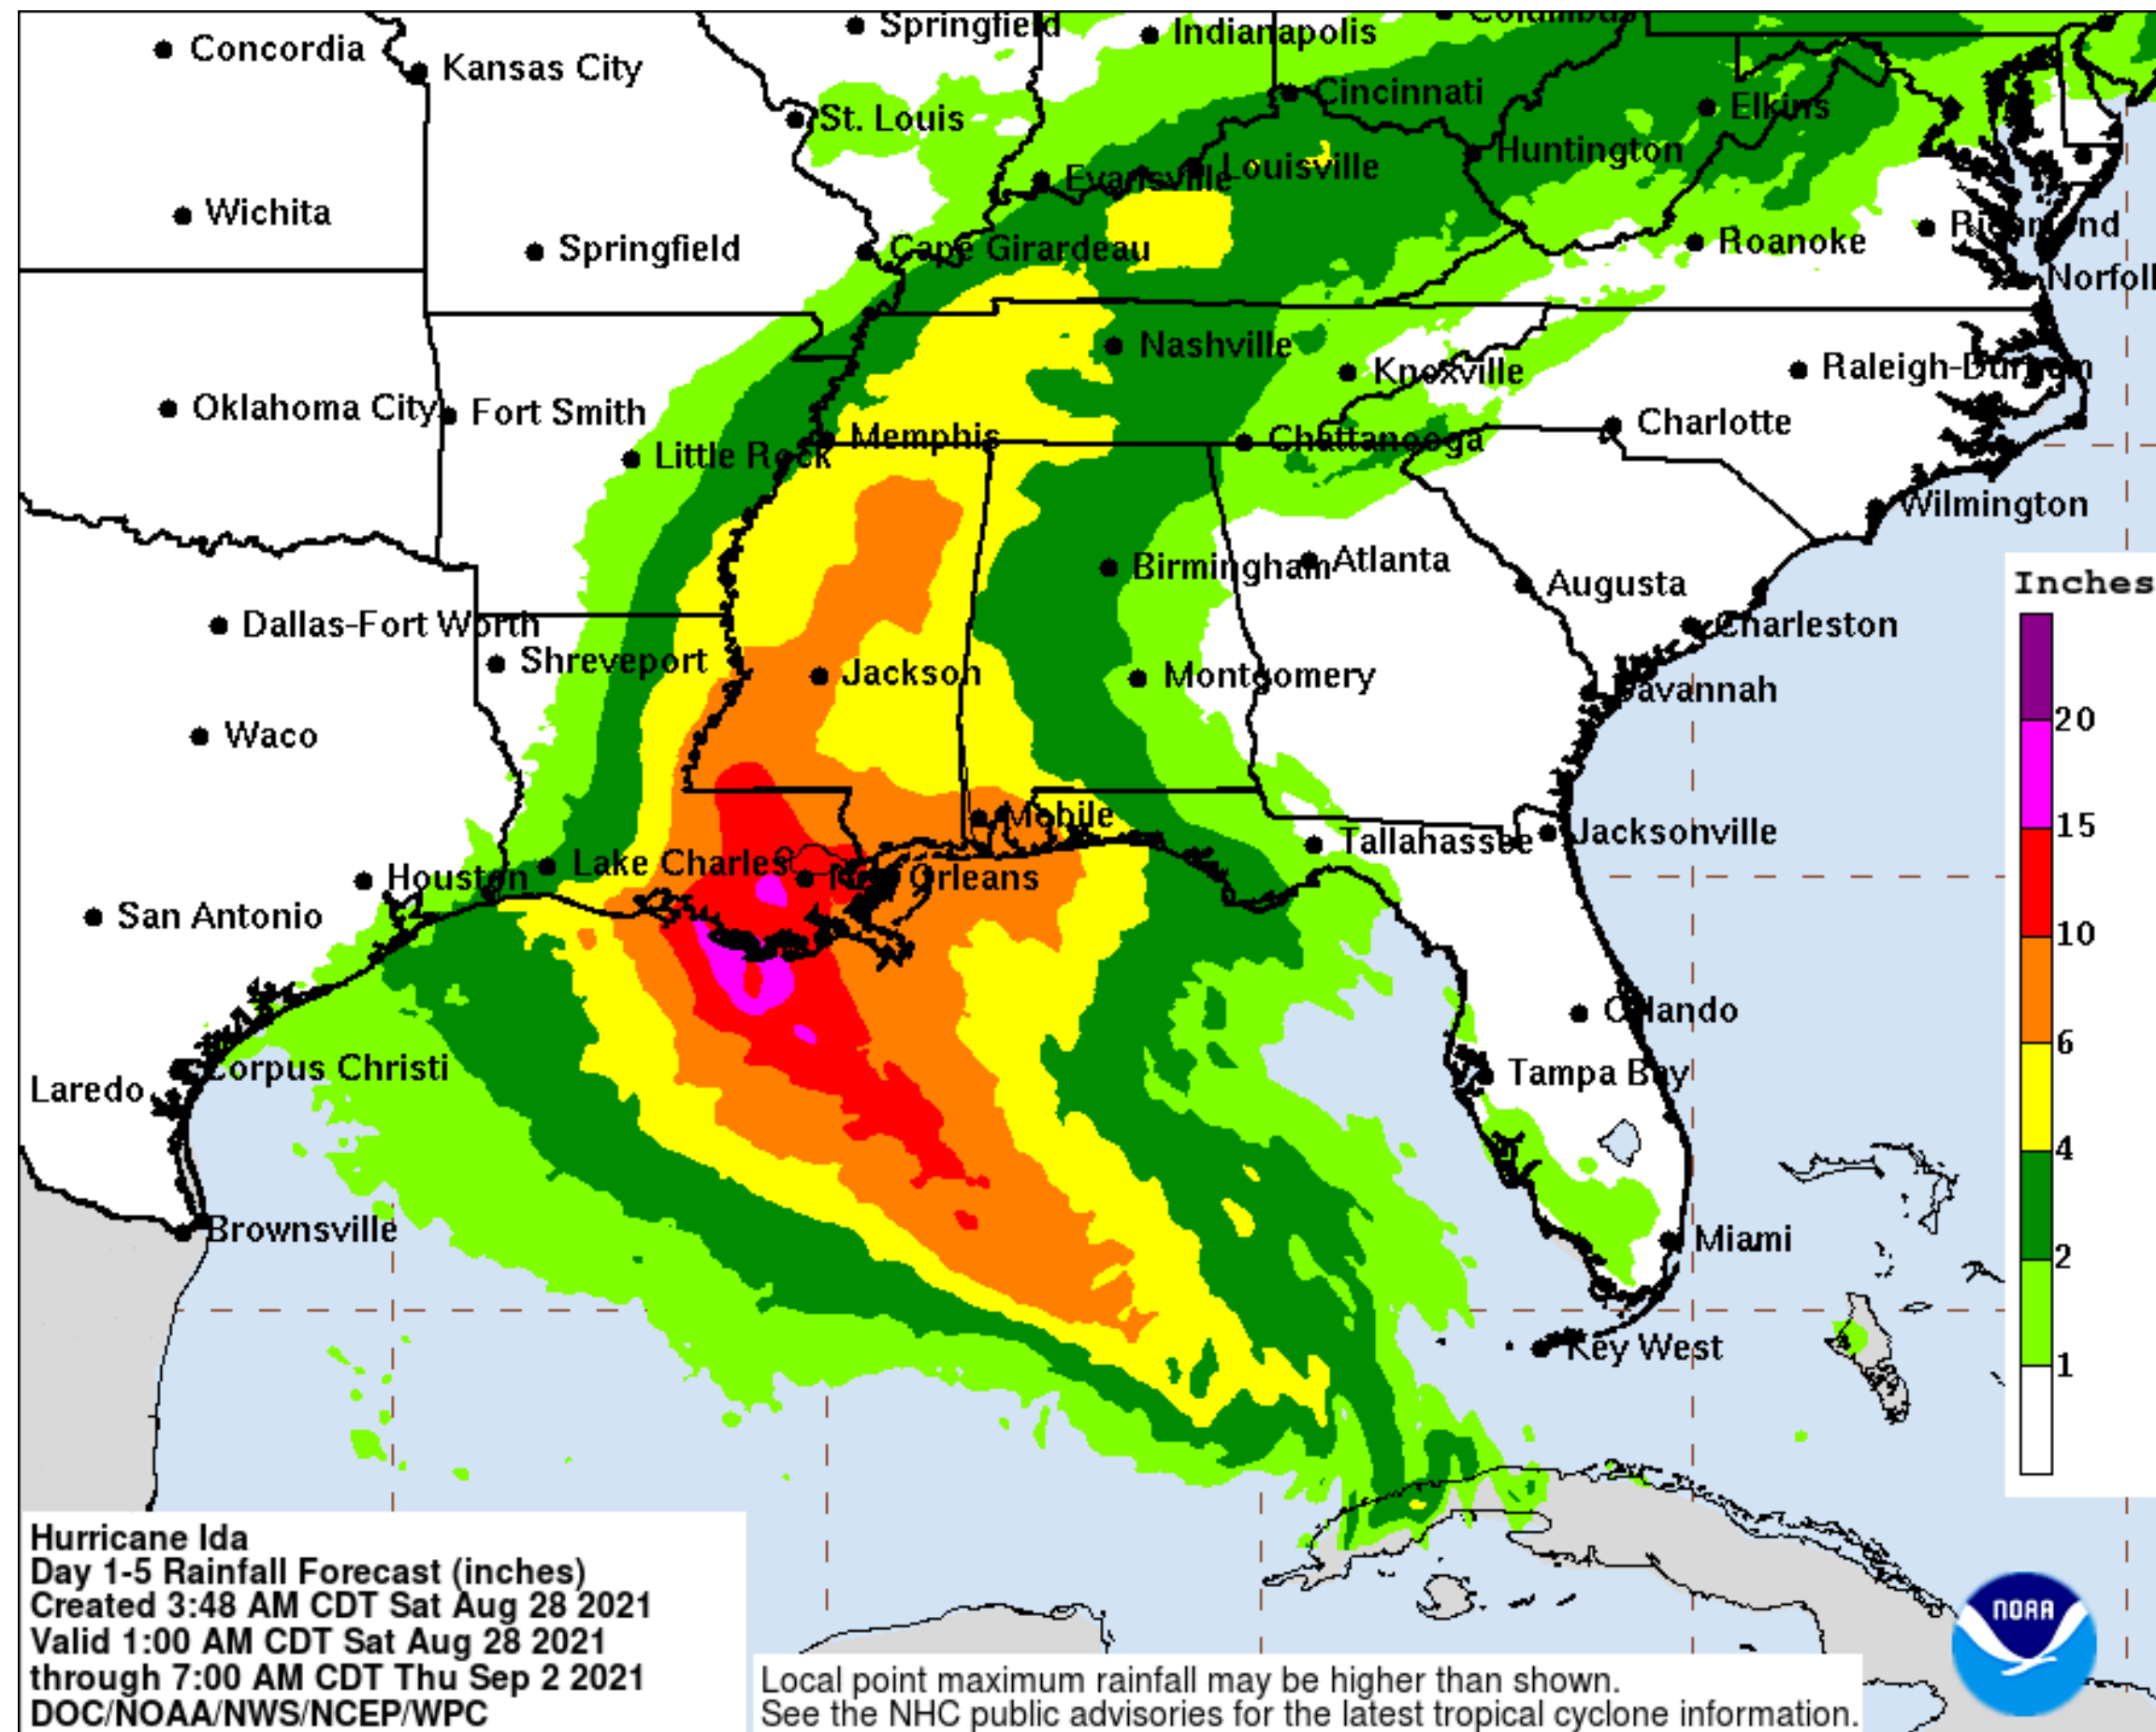 Springfield
Indianapolis
Columbus
Concordia
Kansas City
Cincinnati
Elkins
St. Louis
Huntington
Louisville
Evansville
Wichita
Springfield
Cape Girardeau
Roanoke
Richmond
Norfol
Nashville
Knoxville
Raleigh-Durham
Oklahoma City
Fort Smith
Memphis
Chattanooga
Charlotte
Little Rock
Wilmington
Birmingham
Atlanta
Augusta
Inches
Dallas-Fort Worth
Charleston
Shreveport
Jackson
Montgomery
Savannah
20
Waco
Mobile
15
Tallahassee
Jacksonville
Lake Charles
Houston
New Orleans
San Antonio
10
Orlando
6
Corpus Christi
Laredo
Tampa Bay
4
Brownsville
Miami
2
Key West
1
Hurricane Ida
Day 1-5 Rainfall Forecast (inches)
Created 3:48 AM CDT Sat Aug 28 2021
Valid 1:00 AM CDT Sat Aug 28 2021
through 7:00 AM CDT Thu Sep 2 2021
DOC/NOAA/NWS/NCEP/WPC
Local point maximum rainfall may be higher than shown.
See the NHC public advisories for the latest tropical cyclone information.
NOAA